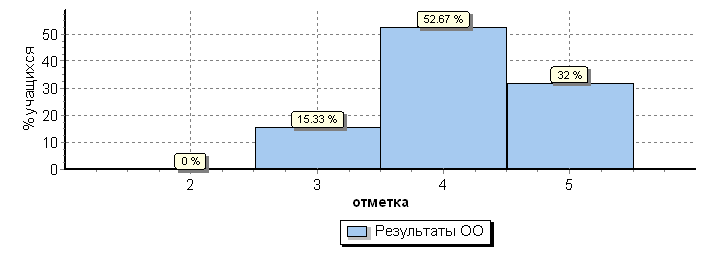 % учащихся
50
40
30
20
10
0
0 %
15.33 %
52.67 %
32 %
2 3 4 5
отметка
Результаты ОО